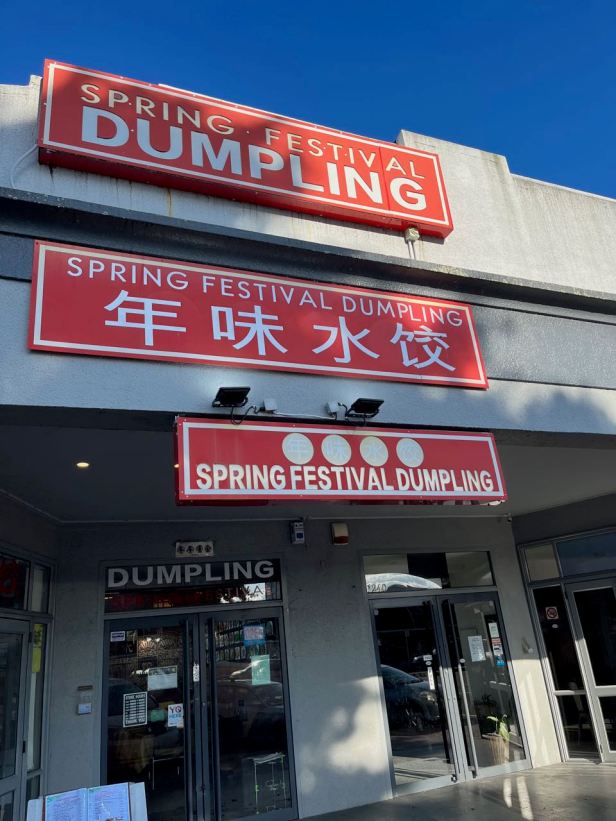 SPRING · FESTIVAL
DUMPLING
SPRING FESTIVAL DUMPLING
年味水饺
年味水饺
SPRING FESTIVAL DUMPLING
DUMPLING